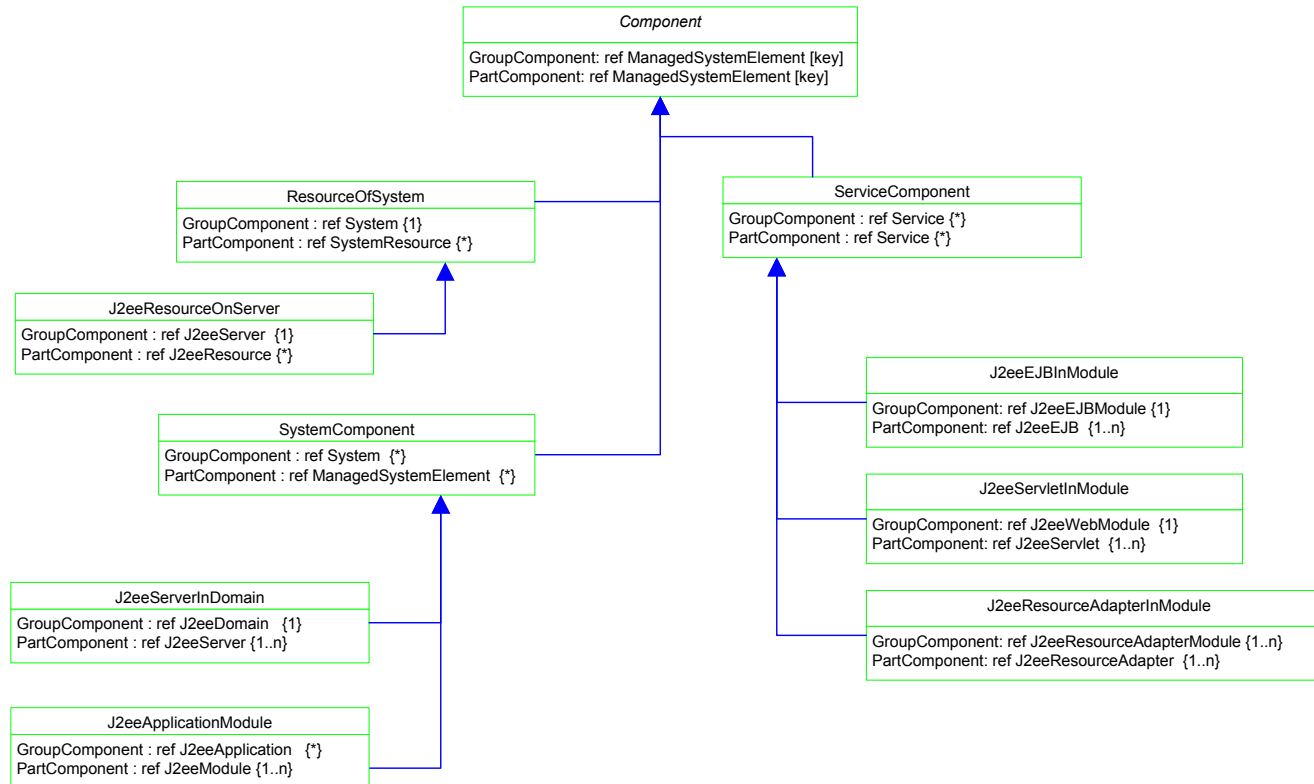 Component
GroupComponent: ref ManagedSystemElement [key]
PartComponent: ref ManagedSystemElement [key]
ResourceOfSystem
GroupComponent : ref System {1}
PartComponent : ref SystemResource {*}
ServiceComponent
GroupComponent : ref Service {*}
PartComponent : ref Service {*}
J2eeResourceOnServer
GroupComponent : ref J2eeServer {1}
PartComponent : ref J2eeResource {*}
J2eeEJBInModule
GroupComponent: ref J2eeEJBModule {1}
PartComponent: ref J2eeEJB {1..n}
SystemComponent
GroupComponent : ref System {*}
PartComponent : ref ManagedSystemElement {*}
J2eeServletInModule
GroupComponent: ref J2eeWebModule {1}
PartComponent: ref J2eeServlet {1..n}
J2eeServerInDomain
GroupComponent : ref J2eeDomain {1}
PartComponent : ref J2eeServer {1..n}
J2eeResourceAdapterInModule
GroupComponent: ref J2eeResourceAdapterModule {1..n}
PartComponent: ref J2eeResourceAdapter {1..n}
J2eeApplicationModule
GroupComponent : ref J2eeApplication {*}
PartComponent : ref J2eeModule {1..n}